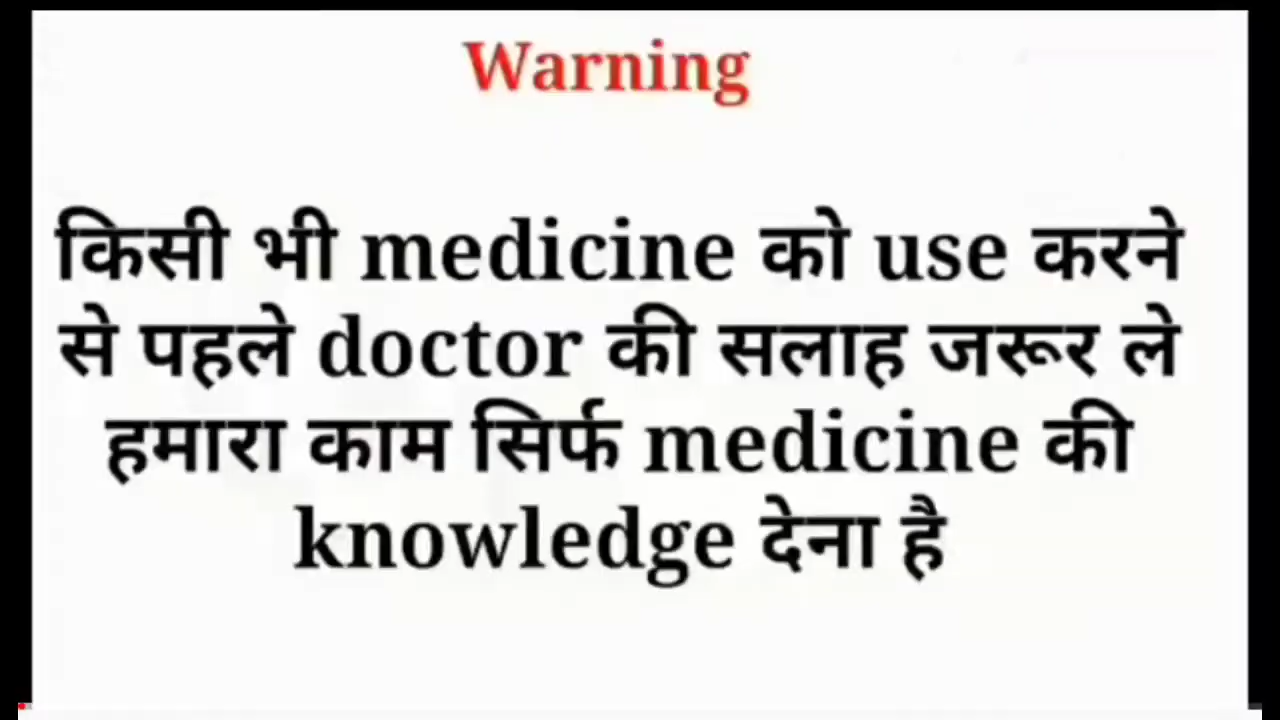 Warning
किसी भी medicine को use करने
से पहले doctor की सलाह जरूर ले
हमारा काम सिर्फ medicine की
knowledge देना है